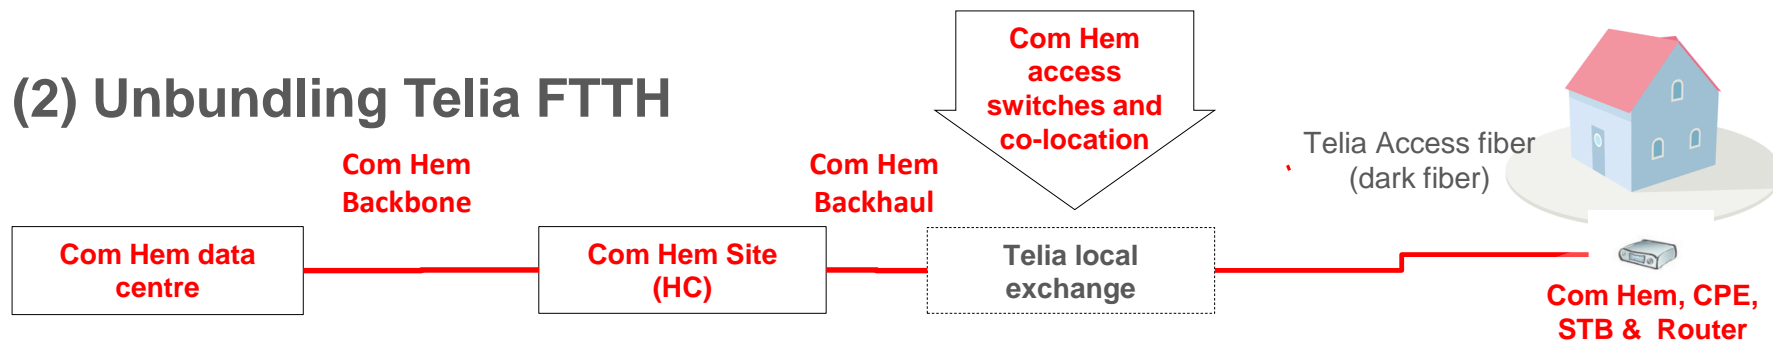 (2) Unbundling Telia FTTH
Com Hem
access
switches and
co-location
Com Hem
Backbone
Com Hem
Backhaul
Telia Access fiber
(dark fiber)
Com Hem data
centre
Com Hem Site
(HC)
Telia local
exchange
Com Hem, CPE,
STB & Router